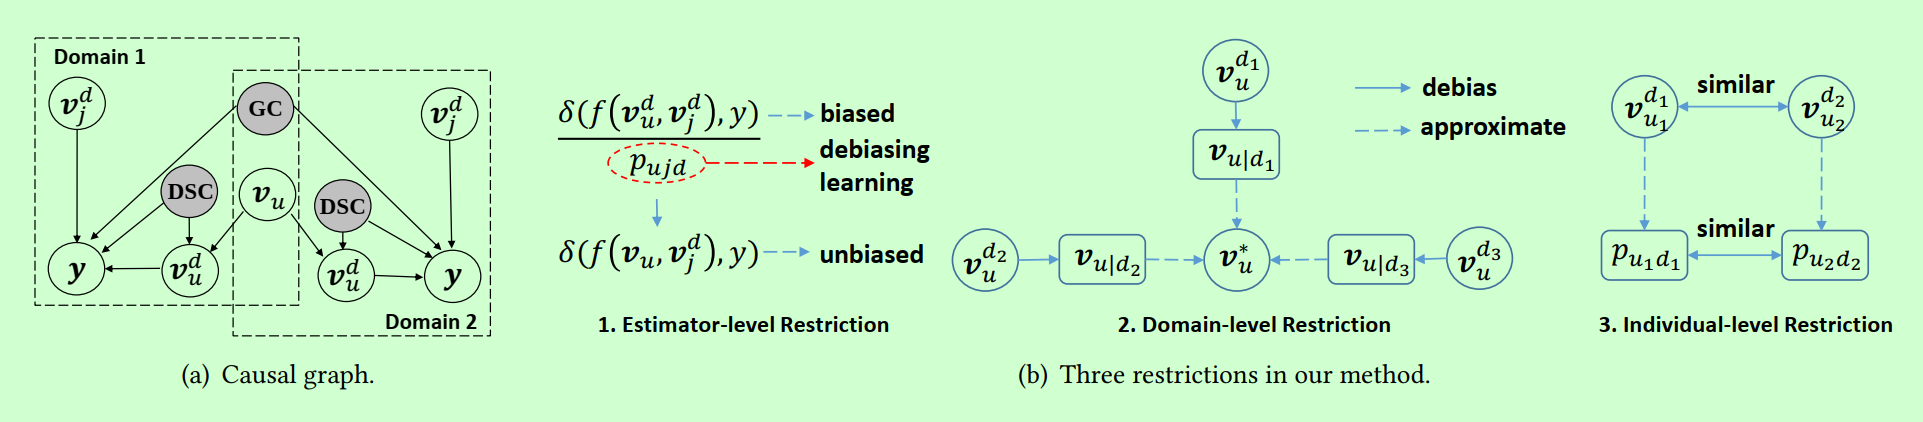 Domain 1
v_j^d
GC
v_j^d
DSC
v_u
DSC
y
v_u^d
v_u^d
y
Domain 2
(a) Causal graph.
δ(f(v_u^d, v_j^d), y)
biased
p_{ujd}
debiasing
learning
δ(f(v_u, v_j^d), y)
unbiased
1. Estimator-level Restriction
v_u^{d_1}
debias
approximate
v_{u|d_1}
v_u^{d_2}
v_{u|d_2}
v_u^*
v_{u|d_3}
v_u^{d_3}
2. Domain-level Restriction
v_{u_1}^{d_1}
similar
v_{u_2}^{d_2}
p_{u_1d_1}
similar
p_{u_2d_2}
3. Individual-level Restriction
(b) Three restrictions in our method.